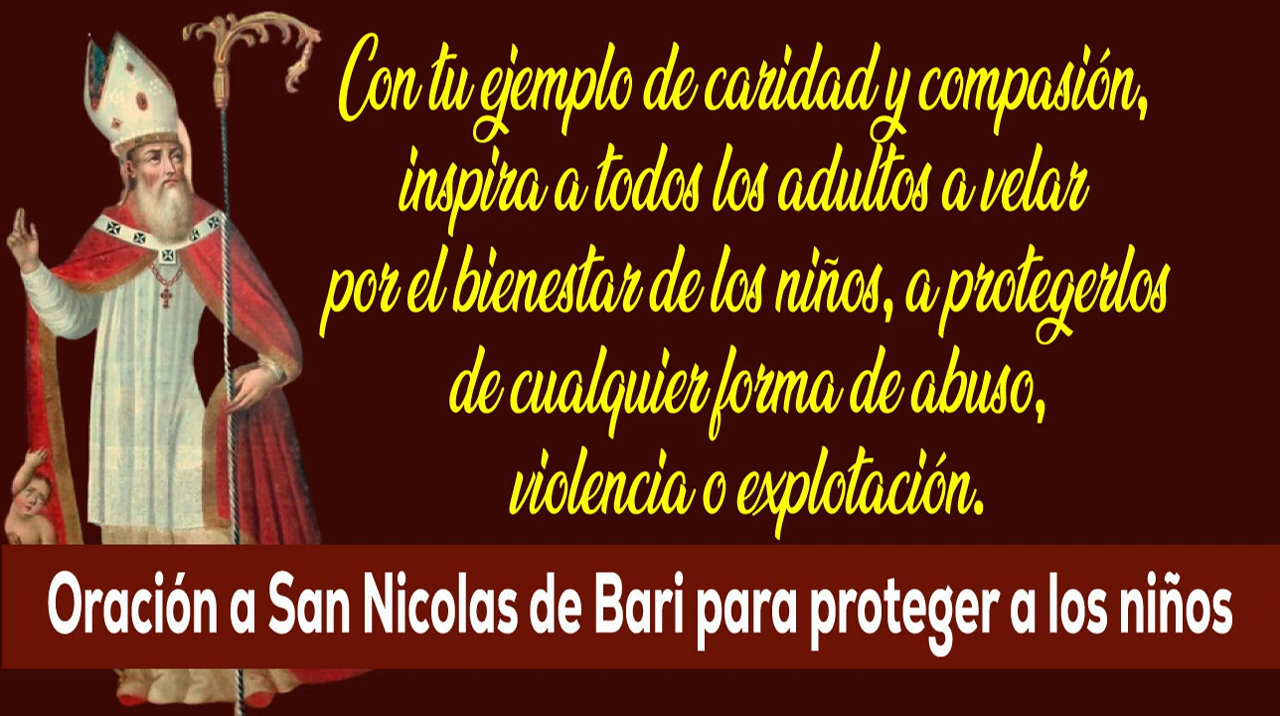 Con tu ejemplo de caridad y compasión,
inspira a todos los adultos a velar
por el bienestar de los niños, a protegerlos
de cualquier forma de abuso,
violencia o explotación.
Oración a San Nicolas de Bari para proteger a los niños